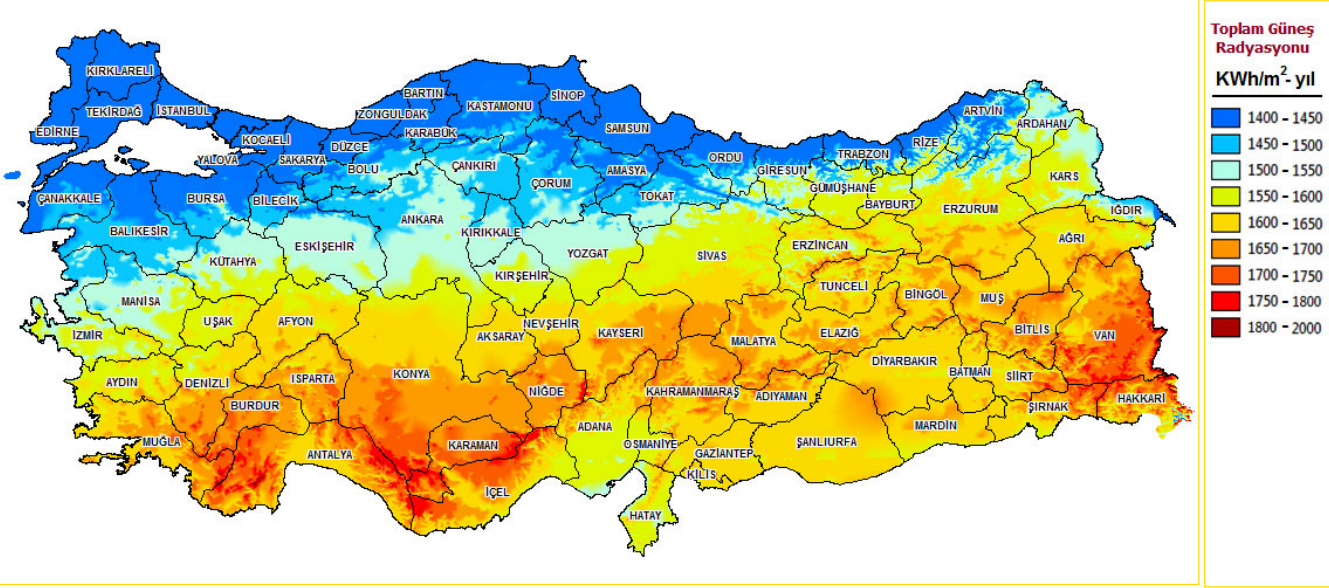 Toplam Güneş
Radyasyonu
KWh/m²- yıl
1400 - 1450
1450 - 1500
1500 - 1550
1550 - 1600
1600 - 1650
1650 - 1700
1700 - 1750
1750 - 1800
1800 - 2000
KIRKLARELİ
TEKİRDAĞ
İSTANBUL
EDİRNE
KOCAELİ
YALOVA
SAKARYA
DÜZCE
BOLU
ZONGULDAK
BARTIN
KARABÜK
KASTAMONU
SİNOP
SAMSUN
ÇANKIRI
ÇORUM
AMASYA
TOKAT
ORDU
GİRESUN
TRABZON
RİZE
ARTVİN
ARDAHAN
KARS
IĞDIR
GÜMÜŞHANE
BAYBURT
ERZURUM
AĞRI
ÇANAKKALE
BALIKESİR
BURSA
BİLECİK
ESKİŞEHİR
KÜTAHYA
ANKARA
KIRIKKALE
KIRŞEHİR
YOZGAT
SİVAS
ERZİNCAN
TUNCELİ
BİNGÖL
MUŞ
BİTLİS
VAN
MANİSA
İZMİR
UŞAK
AFYON
AKSARAY
NEVŞEHİR
KAYSERİ
MALATYA
ELAZIĞ
DİYARBAKIR
BATMAN
SİİRT
ŞIRNAK
HAKKARİ
AYDIN
DENİZLİ
ISPARTA
BURDUR
KONYA
NİĞDE
KAHRAMANMARAŞ
ADIYAMAN
MARDİN
MUĞLA
ANTALYA
KARAMAN
İÇEL
ADANA
OSMANİYE
GAZİANTEP
KİLİS
ŞANLIURFA
HATAY